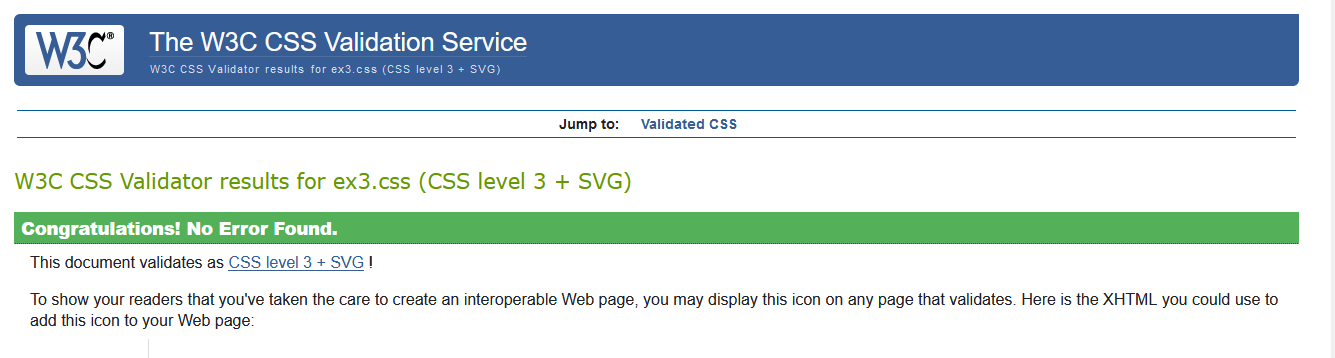 W3C®
The W3C CSS Validation Service
W3C CSS Validator results for ex3.css (CSS level 3 + SVG)
Jump to: Validated CSS
W3C CSS Validator results for ex3.css (CSS level 3 + SVG)
Congratulations! No Error Found.
This document validates as CSS level 3 + SVG !
To show your readers that you've taken the care to create an interoperable Web page, you may display this icon on any page that validates. Here is the XHTML you could use to
add this icon to your Web page: